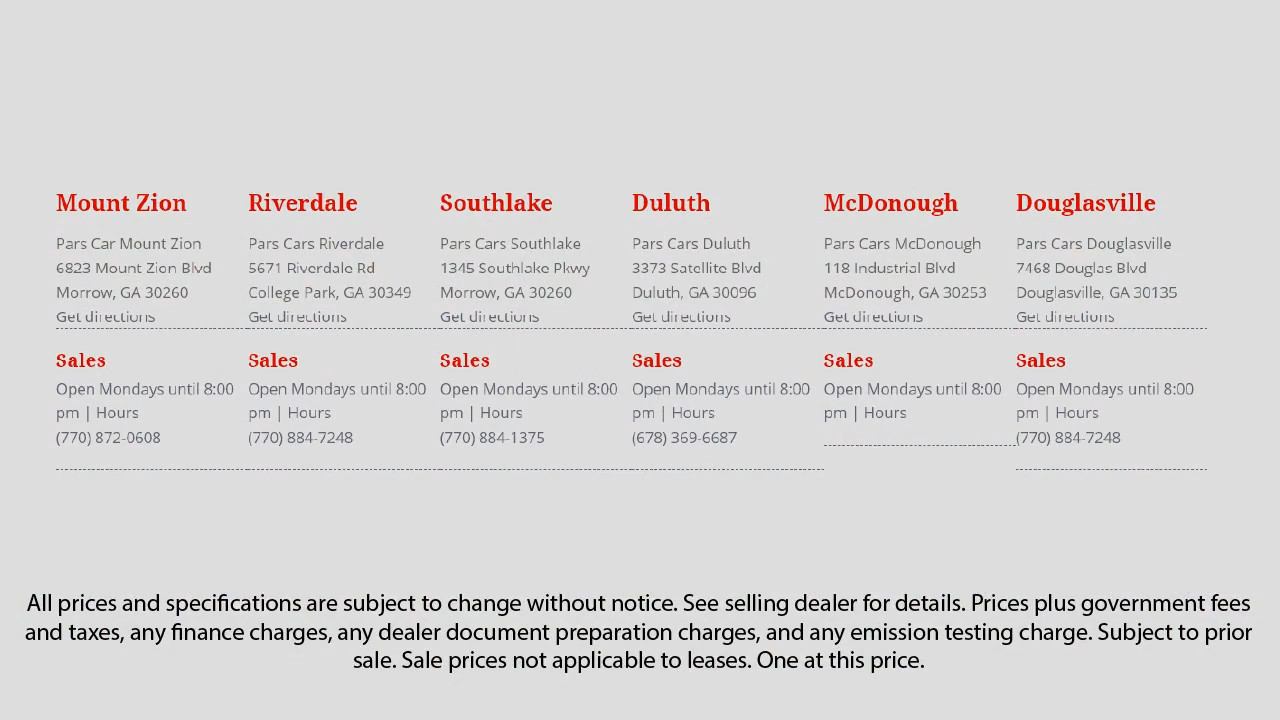 Mount Zion
Pars Car Mount Zion
6823 Mount Zion Blvd
Morrow, GA 30260
Get directions
Sales
Open Mondays until 8:00
pm | Hours
(770) 872-0608
Riverdale
Pars Cars Riverdale
5671 Riverdale Rd
College Park, GA 30349
Get directions
Sales
Open Mondays until 8:00
pm | Hours
(770) 884-7248
Southlake
Pars Cars Southlake
1345 Southlake Pkwy
Morrow, GA 30260
Get directions
Sales
Open Mondays until 8:00
pm | Hours
(770) 884-1375
Duluth
Pars Cars Duluth
3373 Satellite Blvd
Duluth, GA 30096
Get directions
Sales
Open Mondays until 8:00
pm | Hours
(678) 369-6687
McDonough
Pars Cars McDonough
118 Industrial Blvd
McDonough, GA 30253
Get directions
Sales
Open Mondays until 8:00
pm | Hours
Douglasville
Pars Cars Douglasville
7468 Douglas Blvd
Douglasville, GA 30135
Get directions
Sales
Open Mondays until 8:00
pm | Hours
(770) 884-7248
All prices and specifications are subject to change without notice. See selling dealer for details. Prices plus government fees
and taxes, any finance charges, any dealer document preparation charges, and any emission testing charge. Subject to prior
sale. Sale prices not applicable to leases. One at this price.